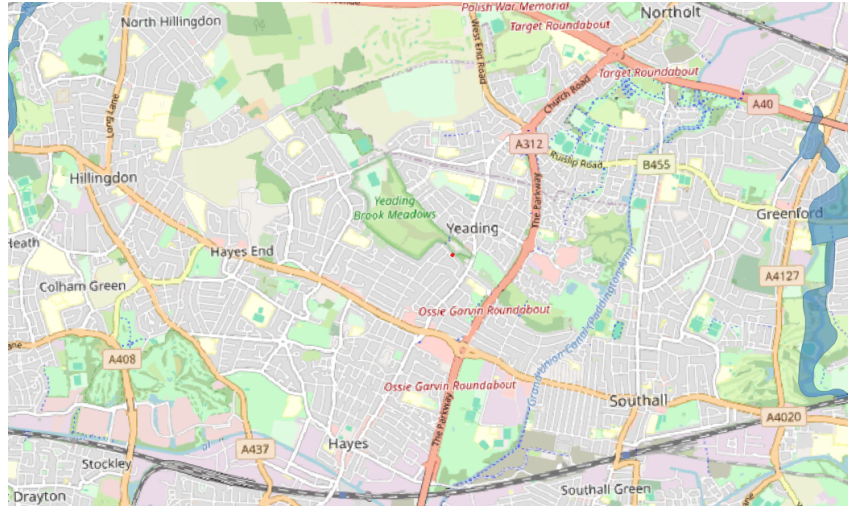 Polish War Memorial
Northolt
North Hillingdon
Target Roundabout
West End Road
Target Roundabout
Long Lane
Church Road
A40
A312
Ruislip Road
B455
Hillingdon
Yeading
Brook Meadows
The Parkway
Greenford
Yeading
Heath
Hayes End
A4127
Colham Green
Grand Union Canal (Paddington Arm)
Ossie Garvin Roundabout
A408
Ossie Garvin Roundabout
Southall
The Parkway
A4020
Hayes
A437
Stockley
Drayton
Southall Green